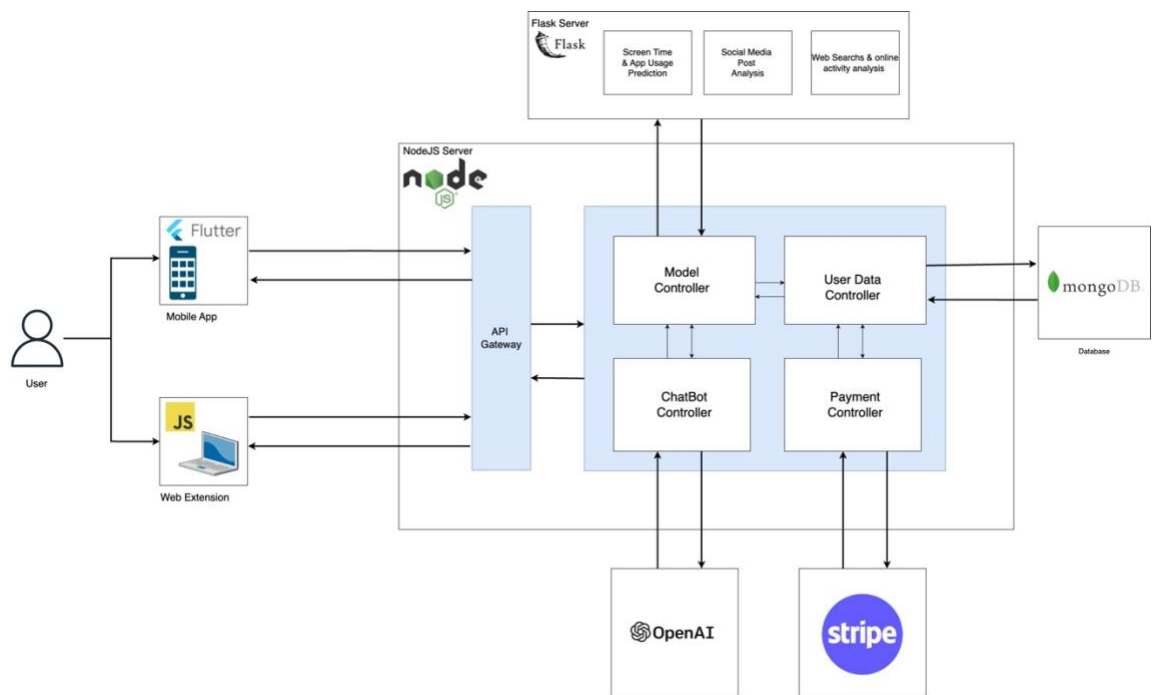 Flask Server
Flask
Screen Time
& App Usage
Prediction
Social Media
Post
Analysis
Web Searchs & online
activity analysis
NodeJS Server
node
JS
Flutter
Mobile App
User
JS
Web Extension
API
Gateway
Model
Controller
User Data
Controller
ChatBot
Controller
Payment
Controller
mongoDB
Database
OpenAI
stripe